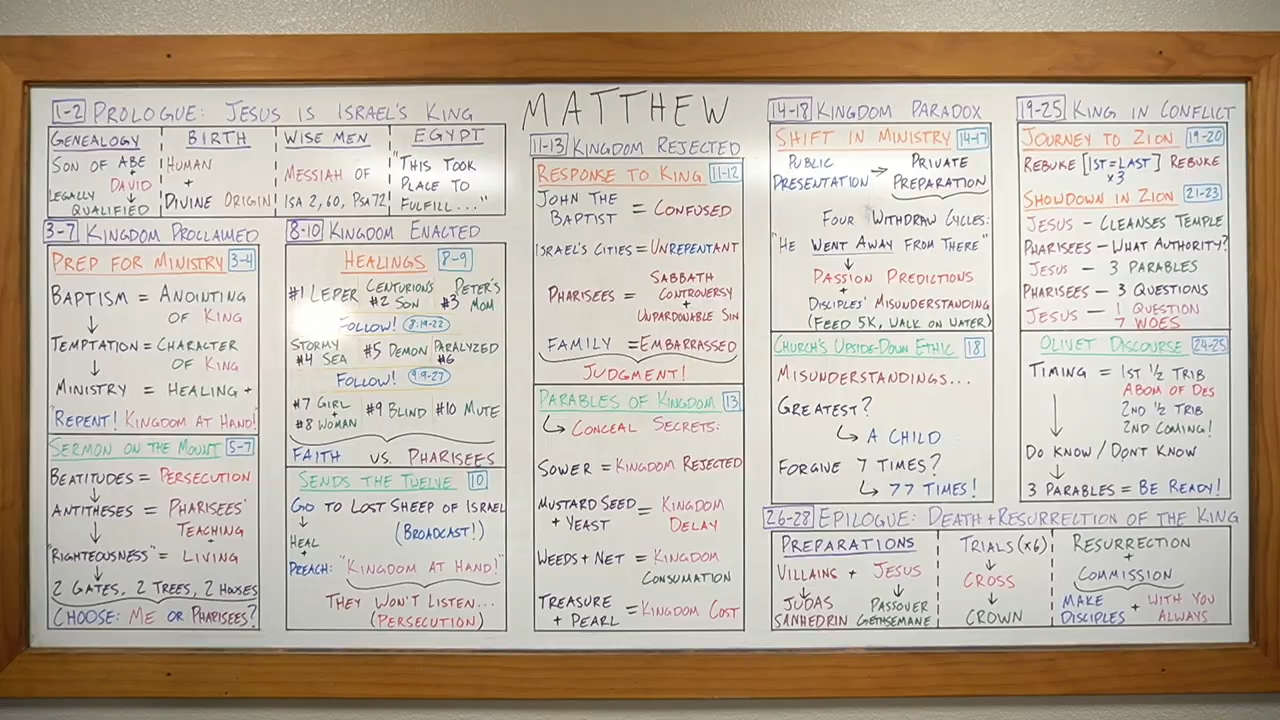 MATTHEW
1-2 PROLOGUE: JESUS IS ISRAEL'S KING
GENEALOGY
SON OF ABE
+ DAVID
LEGALLY ↓
QUALIFIED
BIRTH
HUMAN
+
DIVINE ORIGIN
WISE MEN
MESSIAH OF
ISA 2, 60, PSA 72
EGYPT
"THIS TOOK
PLACE TO
FULFILL..."
3-7 KINGDOM PROCLAIMED
PREP FOR MINISTRY 3-4
BAPTISM = ANOINTING
OF KING
↓
TEMPTATION = CHARACTER
OF KING
↓
MINISTRY = HEALING +
"REPENT! KINGDOM AT HAND!"
SERMON ON THE MOUNT 5-7
BEATITUDES = PERSECUTION
↓
ANTITHESES = PHARISEES'
TEACHING
↓ +
"RIGHTEOUSNESS" = LIVING
↓
2 GATES, 2 TREES, 2 HOUSES
CHOOSE: ME OR PHARISEES?
8-10 KINGDOM ENACTED
HEALINGS 8-9
#1 LEPER
CENTURIONS
#2 SON
PETER'S
#3 MOM
FOLLOW! 8:19-22
STORMY
#4 SEA
#5 DEMON
PARALYZED
#6
FOLLOW! 9:9-27
#7 GIRL
+
#8 WOMAN
#9 BLIND
#10 MUTE
FAITH VS. PHARISEES
SENDS THE TWELVE 10
GO TO LOST SHEEP OF ISRAEL
↓ (BROADCAST!)
HEAL
+
PREACH: "KINGDOM AT HAND!"
THEY WON'T LISTEN...
(PERSECUTION)
11-13 KINGDOM REJECTED
RESPONSE TO KING 11-12
JOHN THE
BAPTIST = CONFUSED
ISRAEL'S CITIES = UNREPENTANT
PHARISEES = SABBATH
CONTROVERSY
+
UNPARDONABLE SIN
FAMILY = EMBARRASSED
JUDGMENT!
PARABLES OF KINGDOM 13
↳ CONCEAL SECRETS:
SOWER = KINGDOM REJECTED
MUSTARD SEED
+ YEAST = KINGDOM
DELAY
WEEDS + NET = KINGDOM
CONSUMATION
TREASURE
+ PEARL = KINGDOM COST
14-18 KINGDOM PARADOX
SHIFT IN MINISTRY 14-17
PUBLIC
PRESENTATION → PRIVATE
PREPARATION
FOUR WITHDRAW CYCLES:
"HE WENT AWAY FROM THERE"
↓
PASSION PREDICTIONS
+
DISCIPLES' MISUNDERSTANDING
(FEED 5K, WALK ON WATER)
CHURCH'S UPSIDE-DOWN ETHIC 18
MISUNDERSTANDINGS...
GREATEST?
↳ A CHILD
FORGIVE 7 TIMES?
↳ 77 TIMES!
19-25 KING IN CONFLICT
JOURNEY TO ZION 19-20
REBUKE [1ST=LAST] REBUKE
x3
SHOWDOWN IN ZION 21-23
JESUS – CLEANSES TEMPLE
PHARISEES – WHAT AUTHORITY?
JESUS – 3 PARABLES
PHARISEES – 3 QUESTIONS
JESUS – 1 QUESTION
7 WOES
OLIVET DISCOURSE 24-25
TIMING = 1ST 1/2 TRIB
ABOM OF DES
2ND 1/2 TRIB
2ND COMING!
↓
DO KNOW / DON'T KNOW
↓
3 PARABLES = BE READY!
26-28 EPILOGUE: DEATH + RESURRECTION OF THE KING
PREPARATIONS
VILLAINS + JESUS
↓ ↓
JUDAS
SANHEDRIN
PASSOVER
GETHSEMANE
TRIALS (x6)
↓
CROSS
↓
CROWN
RESURRECTION
+
COMMISSION
MAKE
DISCIPLES + WITH YOU
ALWAYS